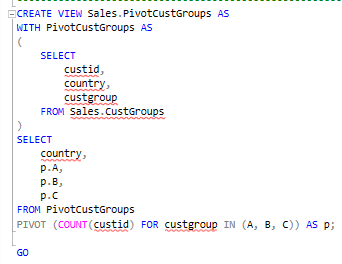 CREATE VIEW Sales.PivotCustGroups AS
WITH PivotCustGroups AS
(
SELECT
custid,
country,
custgroup
FROM Sales.CustGroups
)
SELECT
country,
p.A,
p.B,
p.C
FROM PivotCustGroups
PIVOT (COUNT(custid) FOR custgroup IN (A, B, C)) AS p;
GO